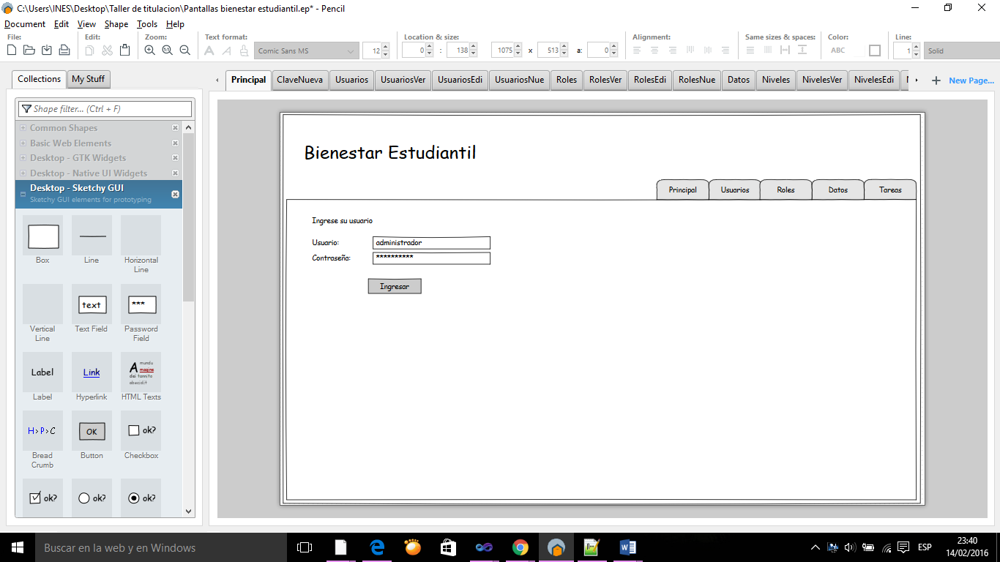 C:\Users\INES\Desktop\Taller de titulacion\Pantallas bienestar estudiantil.ep* - Pencil
Document Edit View Shape Tools Help
File: Edit: Zoom: Text format: Location & size: Alignment: Same sizes & spaces: Color: Line:
Comic Sans MS 12 0 : 138 1075 x 513 a: 0 ABC 1 Solid
Collections My Stuff
Principal ClaveNueva Usuarios UsuariosVer UsuariosEdi UsuariosNue Roles RolesVer RolesEdi RolesNue Datos Niveles NivelesVer NivelesEdi New Page...
Shape filter... (Ctrl + F)
Common Shapes
Basic Web Elements
Desktop - GTK Widgets
Desktop - Native UI Widgets
Desktop - Sketchy GUI
Sketchy GUI elements for prototyping
Box Line Horizontal Line
text ***
Vertical Line Text Field Password Field
Label Link A mundu magine dei tannito abucidit
Label Hyperlink HTML Texts
H>P>C OK ok?
Bread Crumb Button Checkbox
ok? ok? ok?
Bienestar Estudiantil
Principal Usuarios Roles Datos Tareas
Ingrese su usuario
Usuario: administrador
Contraseña: **********
Ingresar
Buscar en la web y en Windows
ESP
23:40
14/02/2016